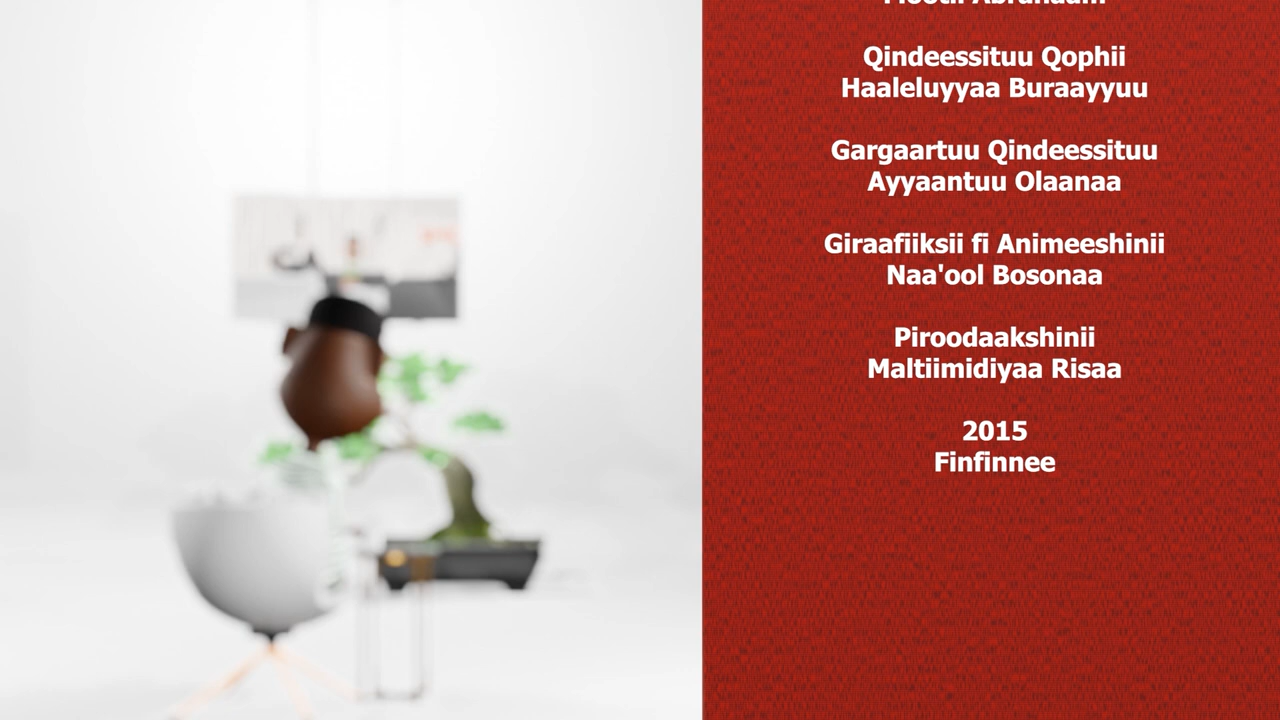 Qindeessituu Qophii
Haaleluyyaa Buraayyuu
Gargaartuu Qindeessituu
Ayyaantuu Olaanaa
Giraafiiksii fi Animeeshinii
Naa'ool Bosonaa
Piroodaakshinii
Maltiimidiyaa Risaa
2015
Finfinnee